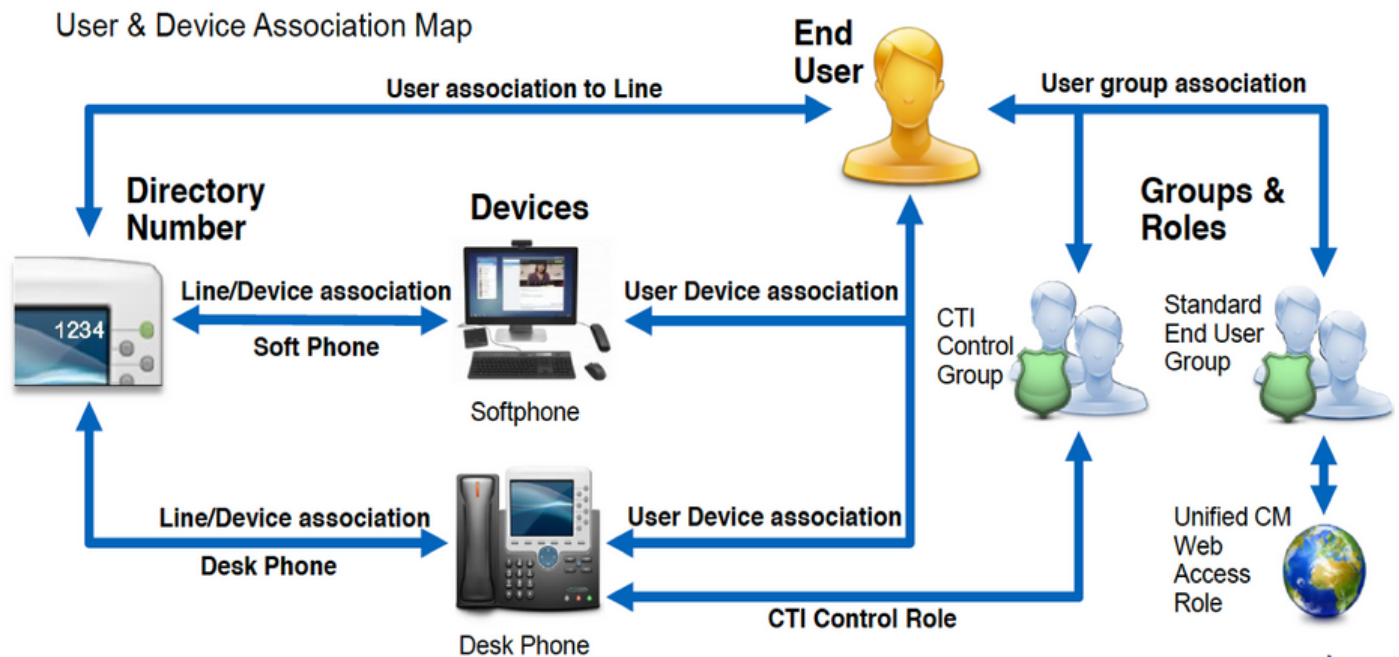 User & Device Association Map
End
User
User association to Line
User group association
Directory
Number
Devices
Groups &
Roles
Line/Device association
Soft Phone
User Device association
1234
CTI
Control
Group
Standard
End User
Group
Softphone
Line/Device association
Desk Phone
User Device association
Unified CM
Web
Access
Role
CTI Control Role
Desk Phone